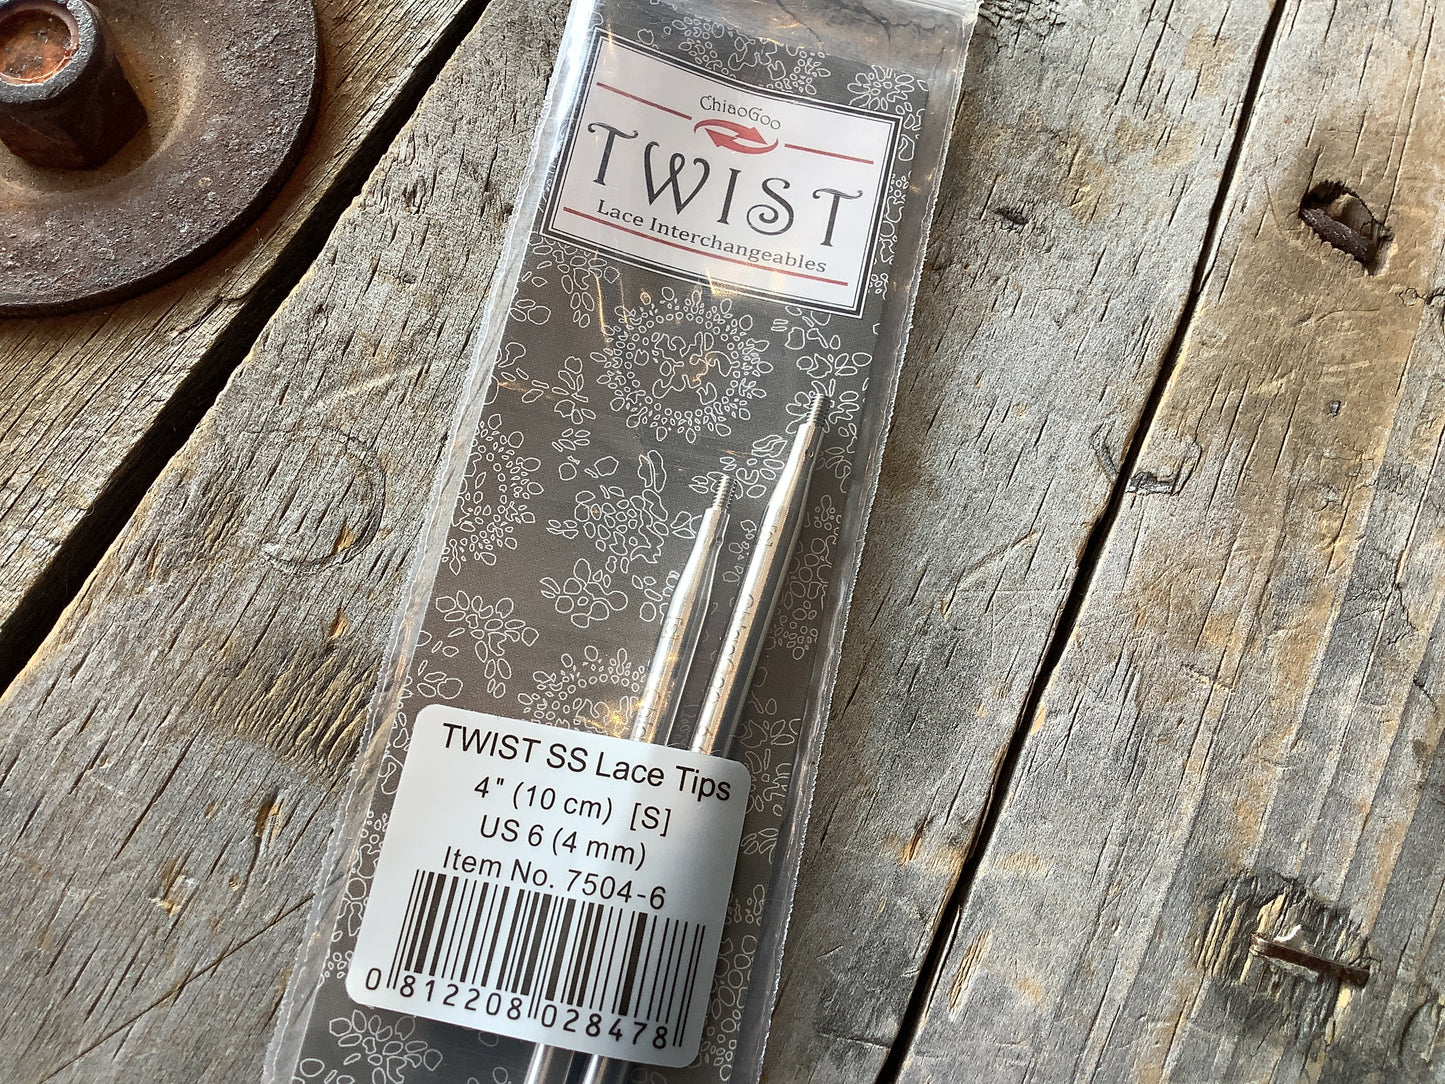 ChiaoGoo
TWIST
Lace Interchangeables
TWIST SS Lace Tips
4" (10 cm) [S]
US 6 (4 mm)
Item No. 7504-6
0 812208 028478